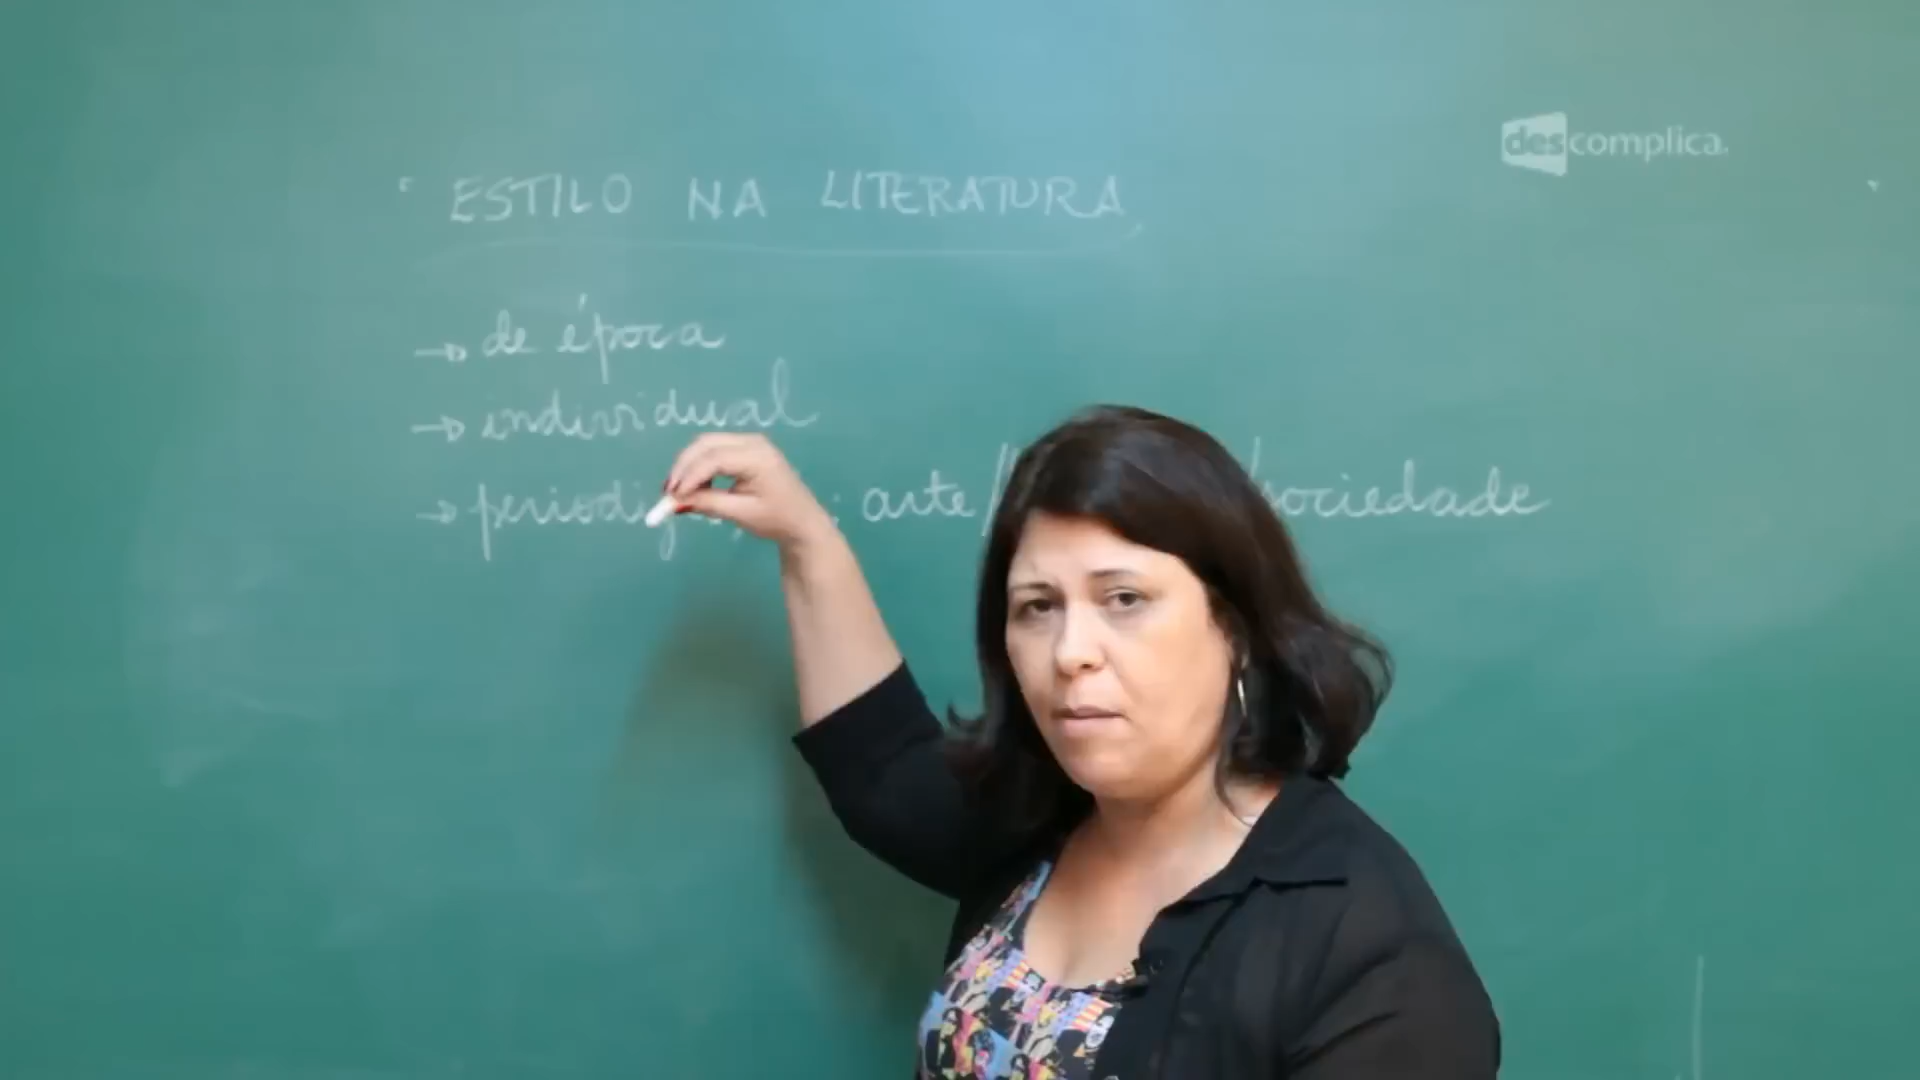 descomplica.
ESTILO NA LITERATURA
→ de época
→ individual
→ : arte / sociedade